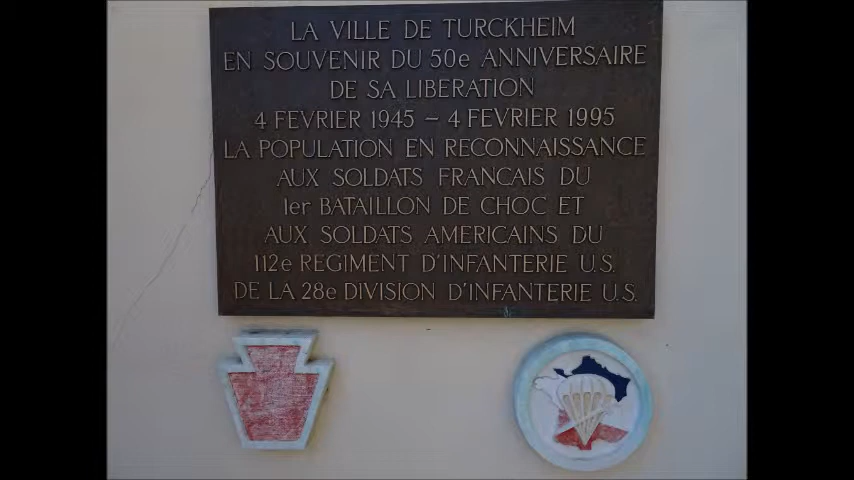 LA VILLE DE TURCKHEIM
EN SOUVENIR DU 50e ANNIVERSAIRE
DE SA LIBERATION
4 FEVRIER 1945 – 4 FEVRIER 1995
LA POPULATION EN RECONNAISSANCE
AUX SOLDATS FRANCAIS DU
1er BATAILLON DE CHOC ET
AUX SOLDATS AMERICAINS DU
112e REGIMENT D'INFANTERIE U.S.
DE LA 28e DIVISION D'INFANTERIE U.S.